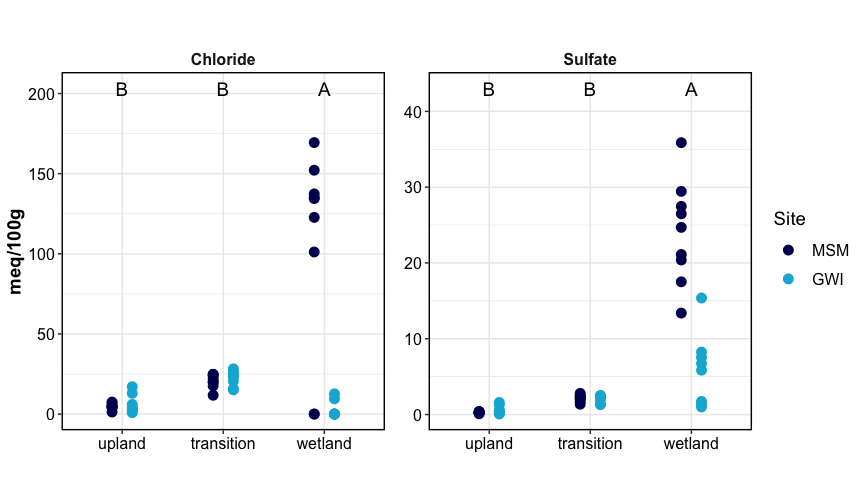 Chloride
Sulfate
meq/100g
200
150
100
50
0
B B A
upland transition wetland
40
30
20
10
0
B B A
upland transition wetland
Site
MSM
GWI